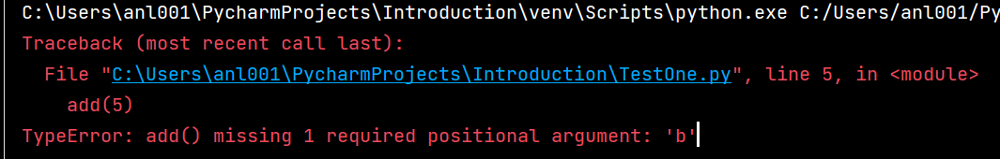 C:\Users\anl001\PycharmProjects\Introduction\venv\Scripts\python.exe C:/Users/anl001/Py
Traceback (most recent call last):
  File "C:\Users\anl001\PycharmProjects\Introduction\TestOne.py", line 5, in <module>
    add(5)
TypeError: add() missing 1 required positional argument: 'b'